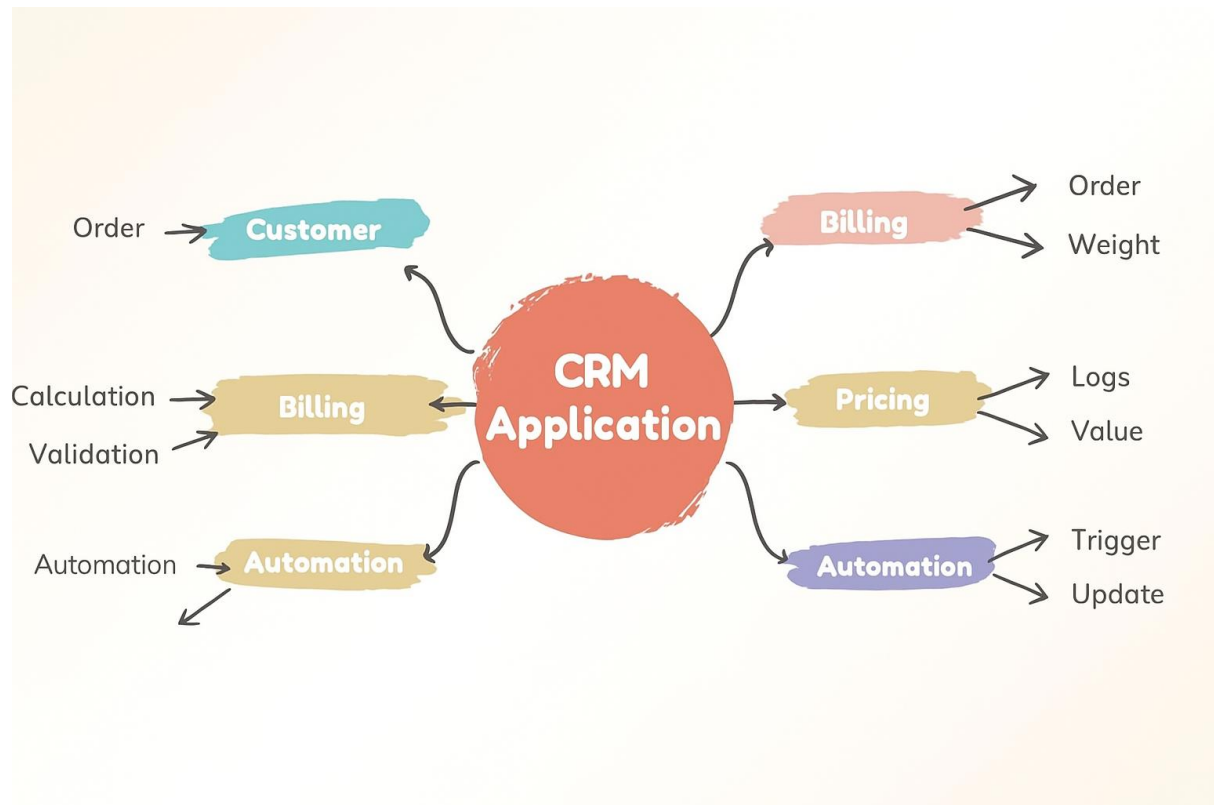 CRM
Application
Customer
Order
Billing
Calculation
Validation
Automation
Automation
Billing
Order
Weight
Pricing
Logs
Value
Automation
Trigger
Update